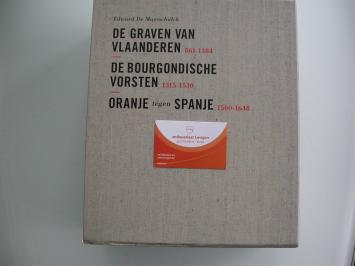 Edward De Maesschalck
DE GRAVEN VAN
VLAANDEREN 861-1384
DE BOURGONDISCHE
VORSTEN 1315-1530
ORANJE tegen SPANJE 1500-1648
antiquariaat Lemgon